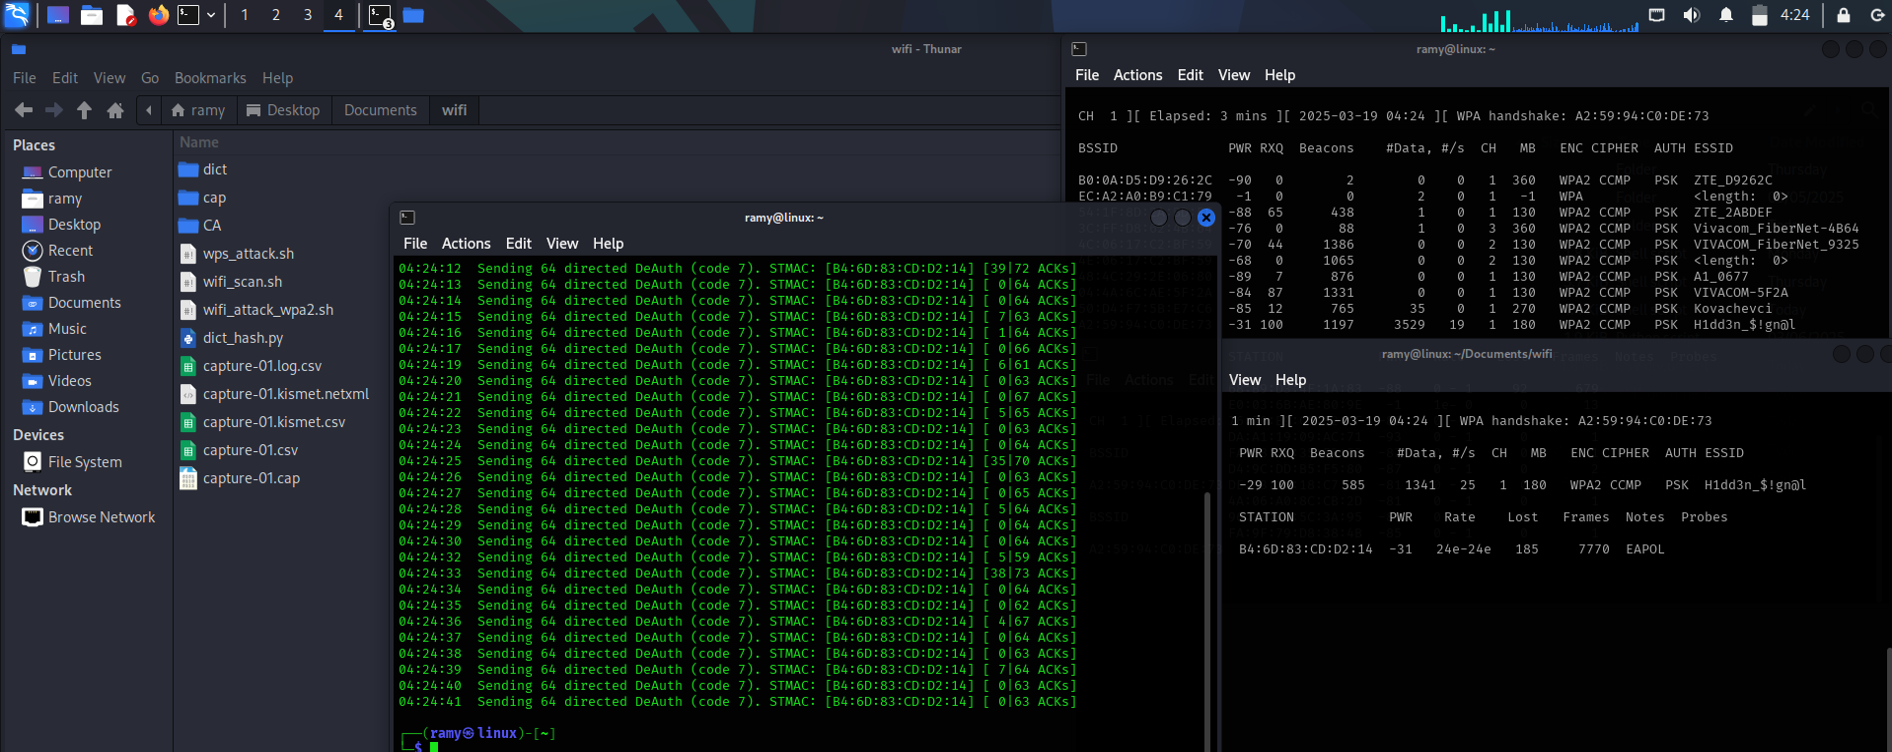 1 2 3 4 3 4:24
wifi - Thunar
File Edit View Go Bookmarks Help
ramy Desktop Documents wifi
Places
Computer
ramy
Desktop
Recent
Trash
Documents
Music
Pictures
Videos
Downloads
Devices
File System
Network
Browse Network
Name
dict
cap
CA
wps_attack.sh
wifi_scan.sh
wifi_attack_wpa2.sh
dict_hash.py
capture-01.log.csv
capture-01.kismet.netxml
capture-01.kismet.csv
capture-01.csv
capture-01.cap
ramy@linux: ~
File Actions Edit View Help
04:24:12 Sending 64 directed DeAuth (code 7). STMAC: [B4:6D:83:CD:D2:14] [39|72 ACKs]
04:24:13 Sending 64 directed DeAuth (code 7). STMAC: [B4:6D:83:CD:D2:14] [ 0|64 ACKs]
04:24:14 Sending 64 directed DeAuth (code 7). STMAC: [B4:6D:83:CD:D2:14] [ 0|64 ACKs]
04:24:15 Sending 64 directed DeAuth (code 7). STMAC: [B4:6D:83:CD:D2:14] [ 7|63 ACKs]
04:24:16 Sending 64 directed DeAuth (code 7). STMAC: [B4:6D:83:CD:D2:14] [ 1|64 ACKs]
04:24:17 Sending 64 directed DeAuth (code 7). STMAC: [B4:6D:83:CD:D2:14] [ 0|66 ACKs]
04:24:19 Sending 64 directed DeAuth (code 7). STMAC: [B4:6D:83:CD:D2:14] [ 6|61 ACKs]
04:24:20 Sending 64 directed DeAuth (code 7). STMAC: [B4:6D:83:CD:D2:14] [ 0|63 ACKs]
04:24:21 Sending 64 directed DeAuth (code 7). STMAC: [B4:6D:83:CD:D2:14] [ 0|67 ACKs]
04:24:22 Sending 64 directed DeAuth (code 7). STMAC: [B4:6D:83:CD:D2:14] [ 5|65 ACKs]
04:24:23 Sending 64 directed DeAuth (code 7). STMAC: [B4:6D:83:CD:D2:14] [ 0|63 ACKs]
04:24:24 Sending 64 directed DeAuth (code 7). STMAC: [B4:6D:83:CD:D2:14] [ 0|64 ACKs]
04:24:25 Sending 64 directed DeAuth (code 7). STMAC: [B4:6D:83:CD:D2:14] [35|70 ACKs]
04:24:26 Sending 64 directed DeAuth (code 7). STMAC: [B4:6D:83:CD:D2:14] [ 0|63 ACKs]
04:24:27 Sending 64 directed DeAuth (code 7). STMAC: [B4:6D:83:CD:D2:14] [ 0|65 ACKs]
04:24:28 Sending 64 directed DeAuth (code 7). STMAC: [B4:6D:83:CD:D2:14] [ 5|64 ACKs]
04:24:29 Sending 64 directed DeAuth (code 7). STMAC: [B4:6D:83:CD:D2:14] [ 0|64 ACKs]
04:24:30 Sending 64 directed DeAuth (code 7). STMAC: [B4:6D:83:CD:D2:14] [ 0|64 ACKs]
04:24:32 Sending 64 directed DeAuth (code 7). STMAC: [B4:6D:83:CD:D2:14] [ 5|59 ACKs]
04:24:33 Sending 64 directed DeAuth (code 7). STMAC: [B4:6D:83:CD:D2:14] [38|73 ACKs]
04:24:34 Sending 64 directed DeAuth (code 7). STMAC: [B4:6D:83:CD:D2:14] [ 0|64 ACKs]
04:24:35 Sending 64 directed DeAuth (code 7). STMAC: [B4:6D:83:CD:D2:14] [ 0|62 ACKs]
04:24:36 Sending 64 directed DeAuth (code 7). STMAC: [B4:6D:83:CD:D2:14] [ 4|67 ACKs]
04:24:37 Sending 64 directed DeAuth (code 7). STMAC: [B4:6D:83:CD:D2:14] [ 0|64 ACKs]
04:24:38 Sending 64 directed DeAuth (code 7). STMAC: [B4:6D:83:CD:D2:14] [ 0|63 ACKs]
04:24:39 Sending 64 directed DeAuth (code 7). STMAC: [B4:6D:83:CD:D2:14] [ 7|64 ACKs]
04:24:40 Sending 64 directed DeAuth (code 7). STMAC: [B4:6D:83:CD:D2:14] [ 0|63 ACKs]
04:24:41 Sending 64 directed DeAuth (code 7). STMAC: [B4:6D:83:CD:D2:14] [ 0|63 ACKs]
┌──(ramy㉿linux)-[~]
└─$
ramy@linux: ~
File Actions Edit View Help
CH 1 ][ Elapsed: 3 mins ][ 2025-03-19 04:24 ][ WPA handshake: A2:59:94:C0:DE:73
BSSID PWR RXQ Beacons #Data, #/s CH MB ENC CIPHER AUTH ESSID
B0:0A:D5:D9:26:2C -90 0 2 0 0 1 360 WPA2 CCMP PSK ZTE_D9262C
EC:A2:A0:B9:C1:79 -1 0 0 2 0 1 -1 WPA <length: 0>
-88 65 438 1 0 1 130 WPA2 CCMP PSK ZTE_2ABDEF
-76 0 88 1 0 3 360 WPA2 CCMP PSK Vivacom_FiberNet-4B64
-70 44 1386 0 0 2 130 WPA2 CCMP PSK VIVACOM_FiberNet_9325
-68 0 1065 0 0 2 130 WPA2 CCMP PSK <length: 0>
-89 7 876 0 0 1 130 WPA2 CCMP PSK A1_0677
-84 87 1331 0 0 1 130 WPA2 CCMP PSK VIVACOM-5F2A
-85 12 765 35 0 1 270 WPA2 CCMP PSK Kovachevci
-31 100 1197 3529 19 1 180 WPA2 CCMP PSK H1dd3n_$!gn@l
ramy@linux: ~/Documents/wifi
View Help
1 min ][ 2025-03-19 04:24 ][ WPA handshake: A2:59:94:C0:DE:73
PWR RXQ Beacons #Data, #/s CH MB ENC CIPHER AUTH ESSID
-29 100 585 1341 25 1 180 WPA2 CCMP PSK H1dd3n_$!gn@l
STATION PWR Rate Lost Frames Notes Probes
B4:6D:83:CD:D2:14 -31 24e-24e 185 7770 EAPOL